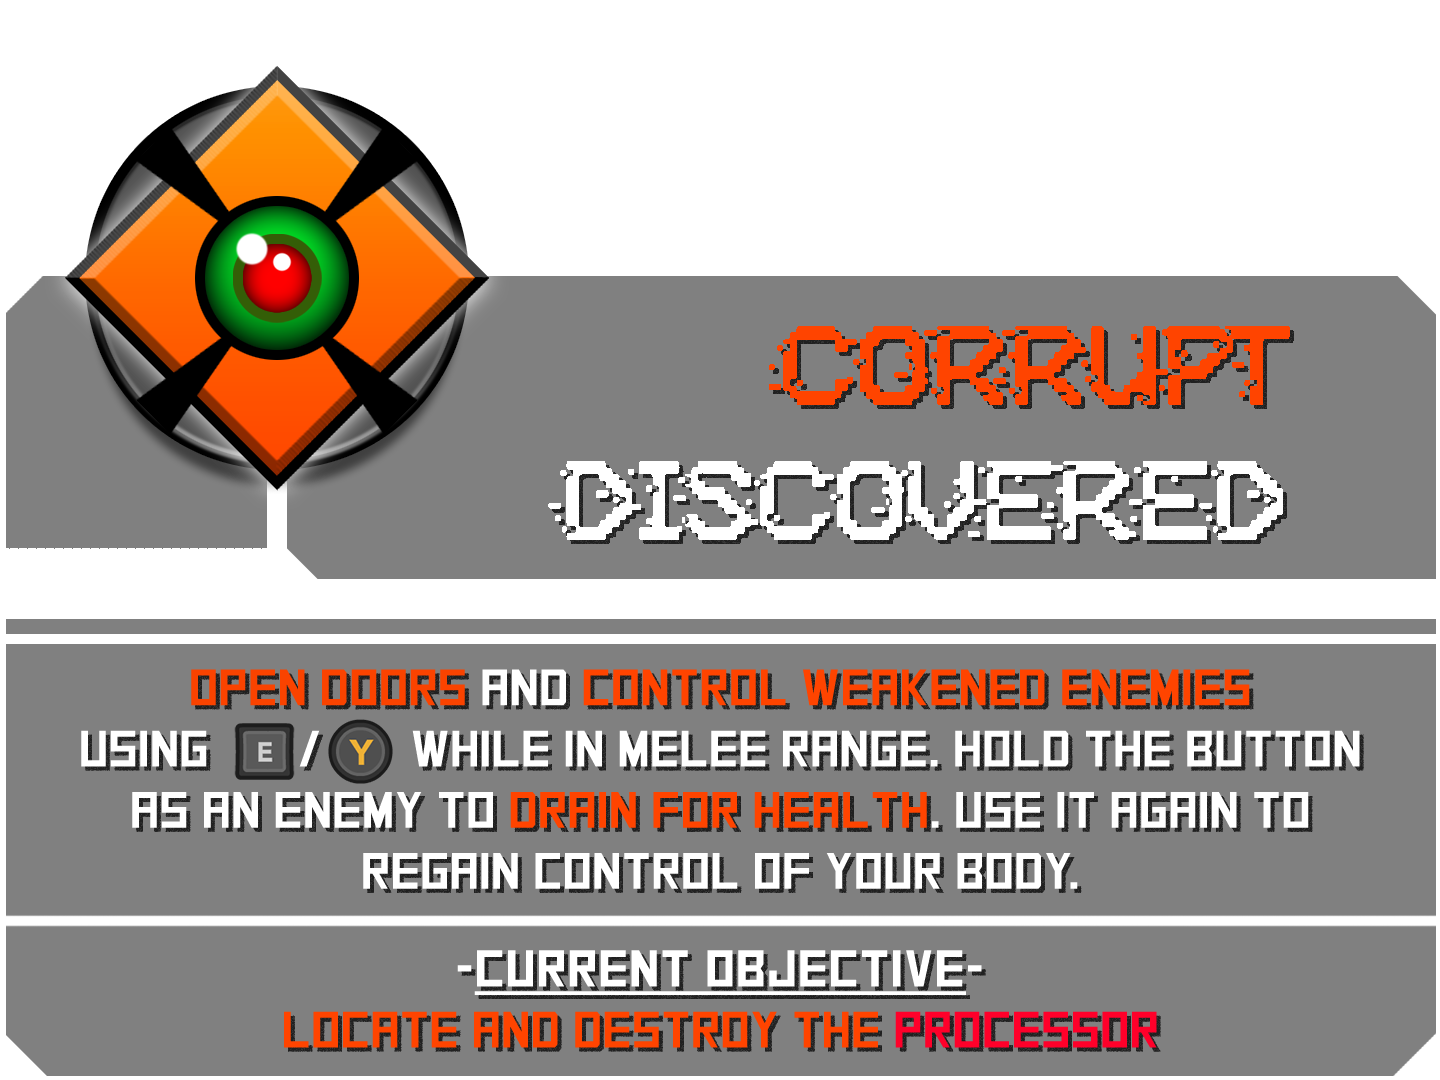 CORRUPT
DISCOVERED
OPEN DOORS AND CONTROL WEAKENED ENEMIES
USING E / Y WHILE IN MELEE RANGE. HOLD THE BUTTON
AS AN ENEMY TO DRAIN FOR HEALTH. USE IT AGAIN TO
REGAIN CONTROL OF YOUR BODY.
-CURRENT OBJECTIVE-
LOCATE AND DESTROY THE PROCESSOR